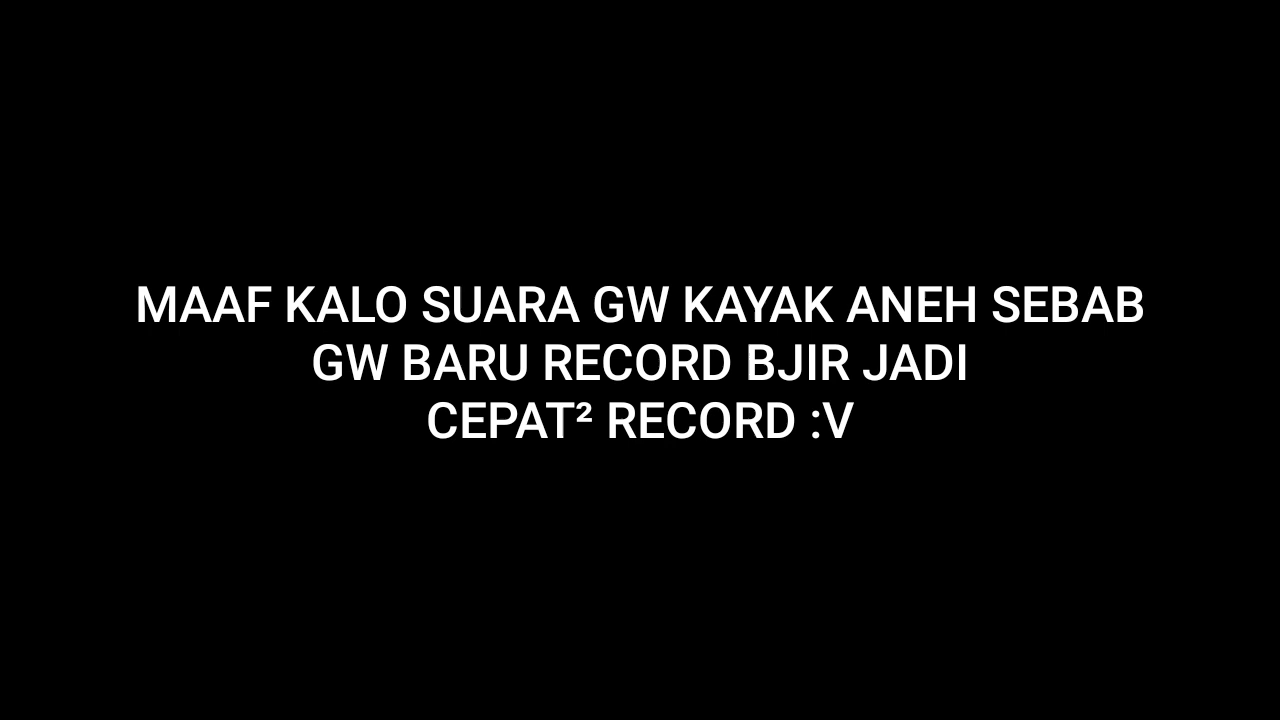 MAAF KALO SUARA GW KAYAK ANEH SEBAB
GW BARU RECORD BJIR JADI
CEPAT² RECORD :V